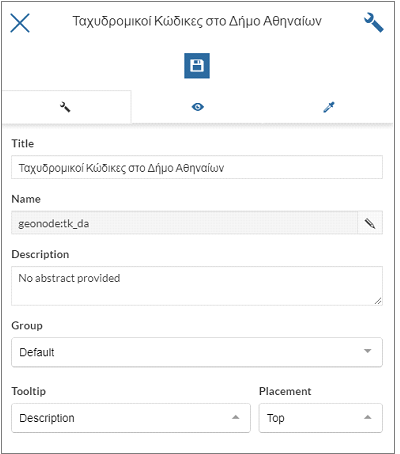 Ταχυδρομικοί Κώδικες στο Δήμο Αθηναίων
Title
Ταχυδρομικοί Κώδικες στο Δήμο Αθηναίων
Name
geonode:tk_da
Description
No abstract provided
Group
Default
Tooltip Placement
Description Top